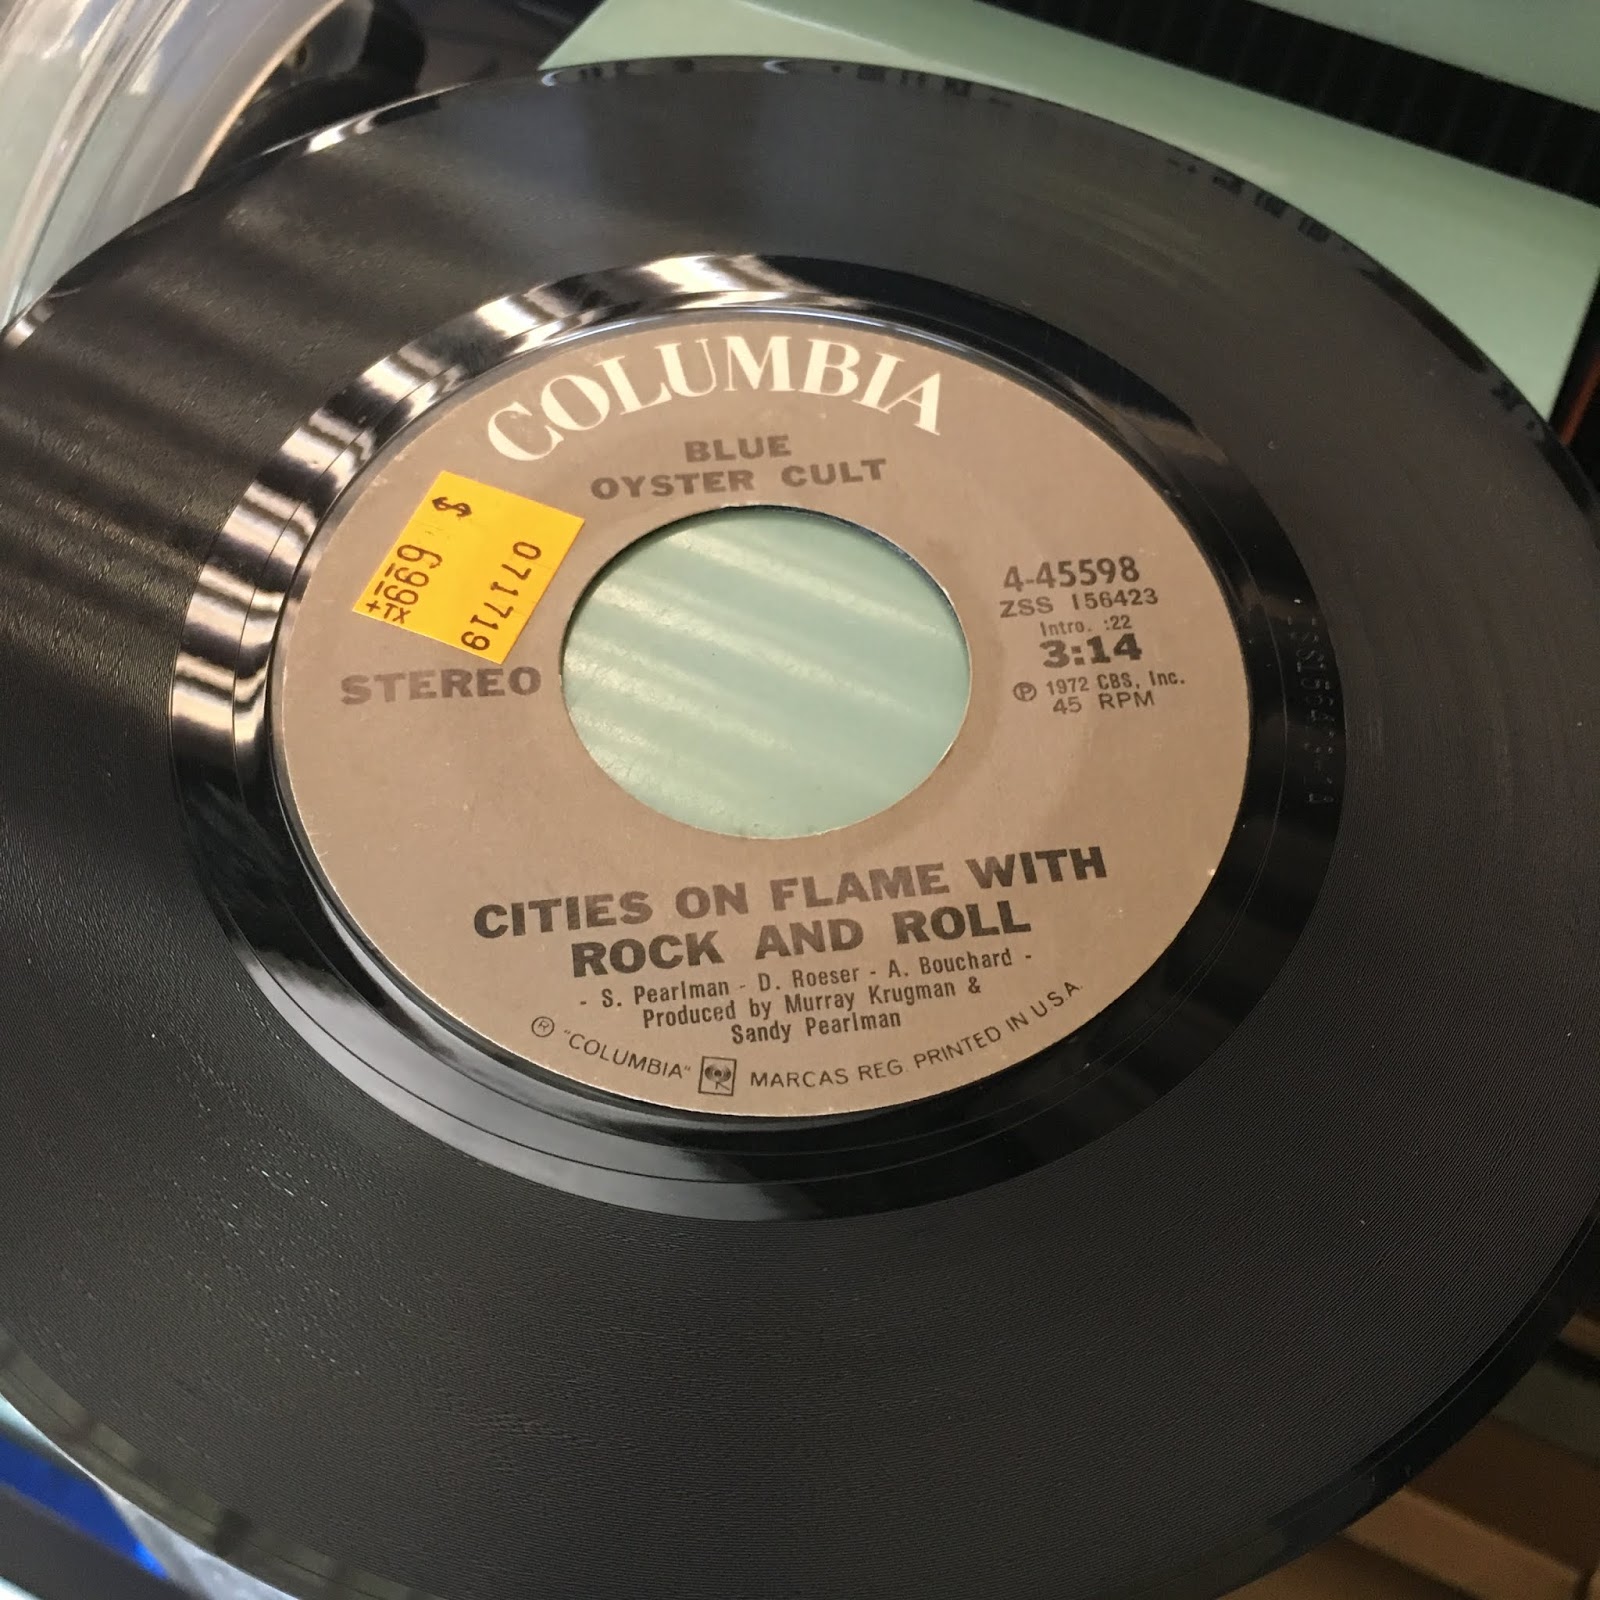 COLUMBIA
BLUE
OYSTER CULT
$ 6.99 +TX
071719
STEREO
4-45598
ZSS 156423
Intro. :22
3:14
Ⓟ 1972 CBS, Inc.
45 RPM
CITIES ON FLAME WITH
ROCK AND ROLL
- S. Pearlman - D. Roeser - A. Bouchard -
Produced by Murray Krugman &
Sandy Pearlman
® "COLUMBIA" MARCAS REG. PRINTED IN U.S.A.